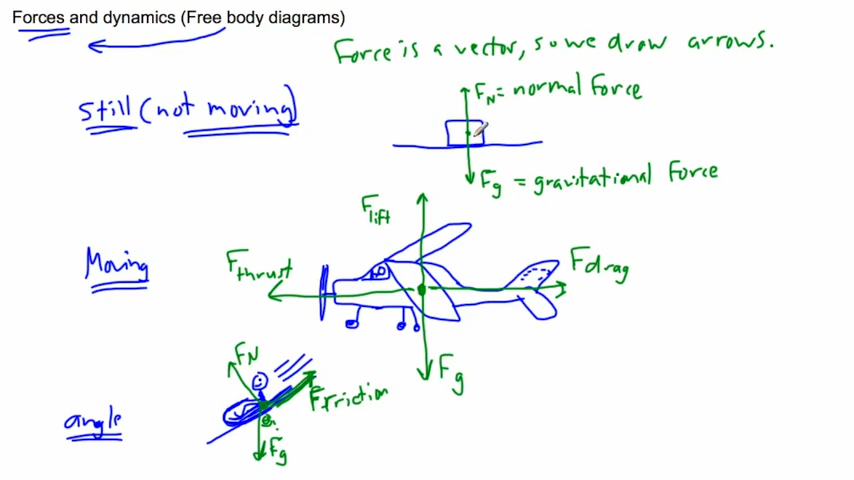 Forces and dynamics (Free body diagrams)
Force is a vector, so we draw arrows.
Still (not moving)
FN = normal Force
Fg = gravitational Force
Flift
Moving
Fthrust
Fdrag
Fg
FN
Ffriction
angle
Fg